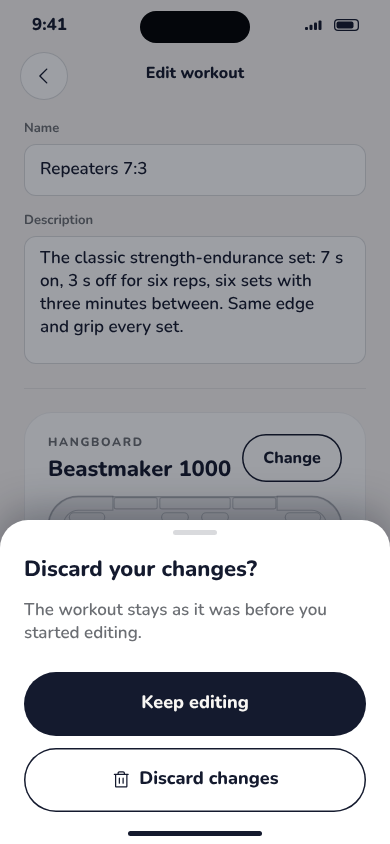 9:41
Edit workout
Name
Repeaters 7:3
Description
The classic strength-endurance set: 7 s
on, 3 s off for six reps, six sets with
three minutes between. Same edge
and grip every set.
HANGBOARD
Beastmaker 1000
Change
Discard your changes?
The workout stays as it was before you
started editing.
Keep editing
Discard changes